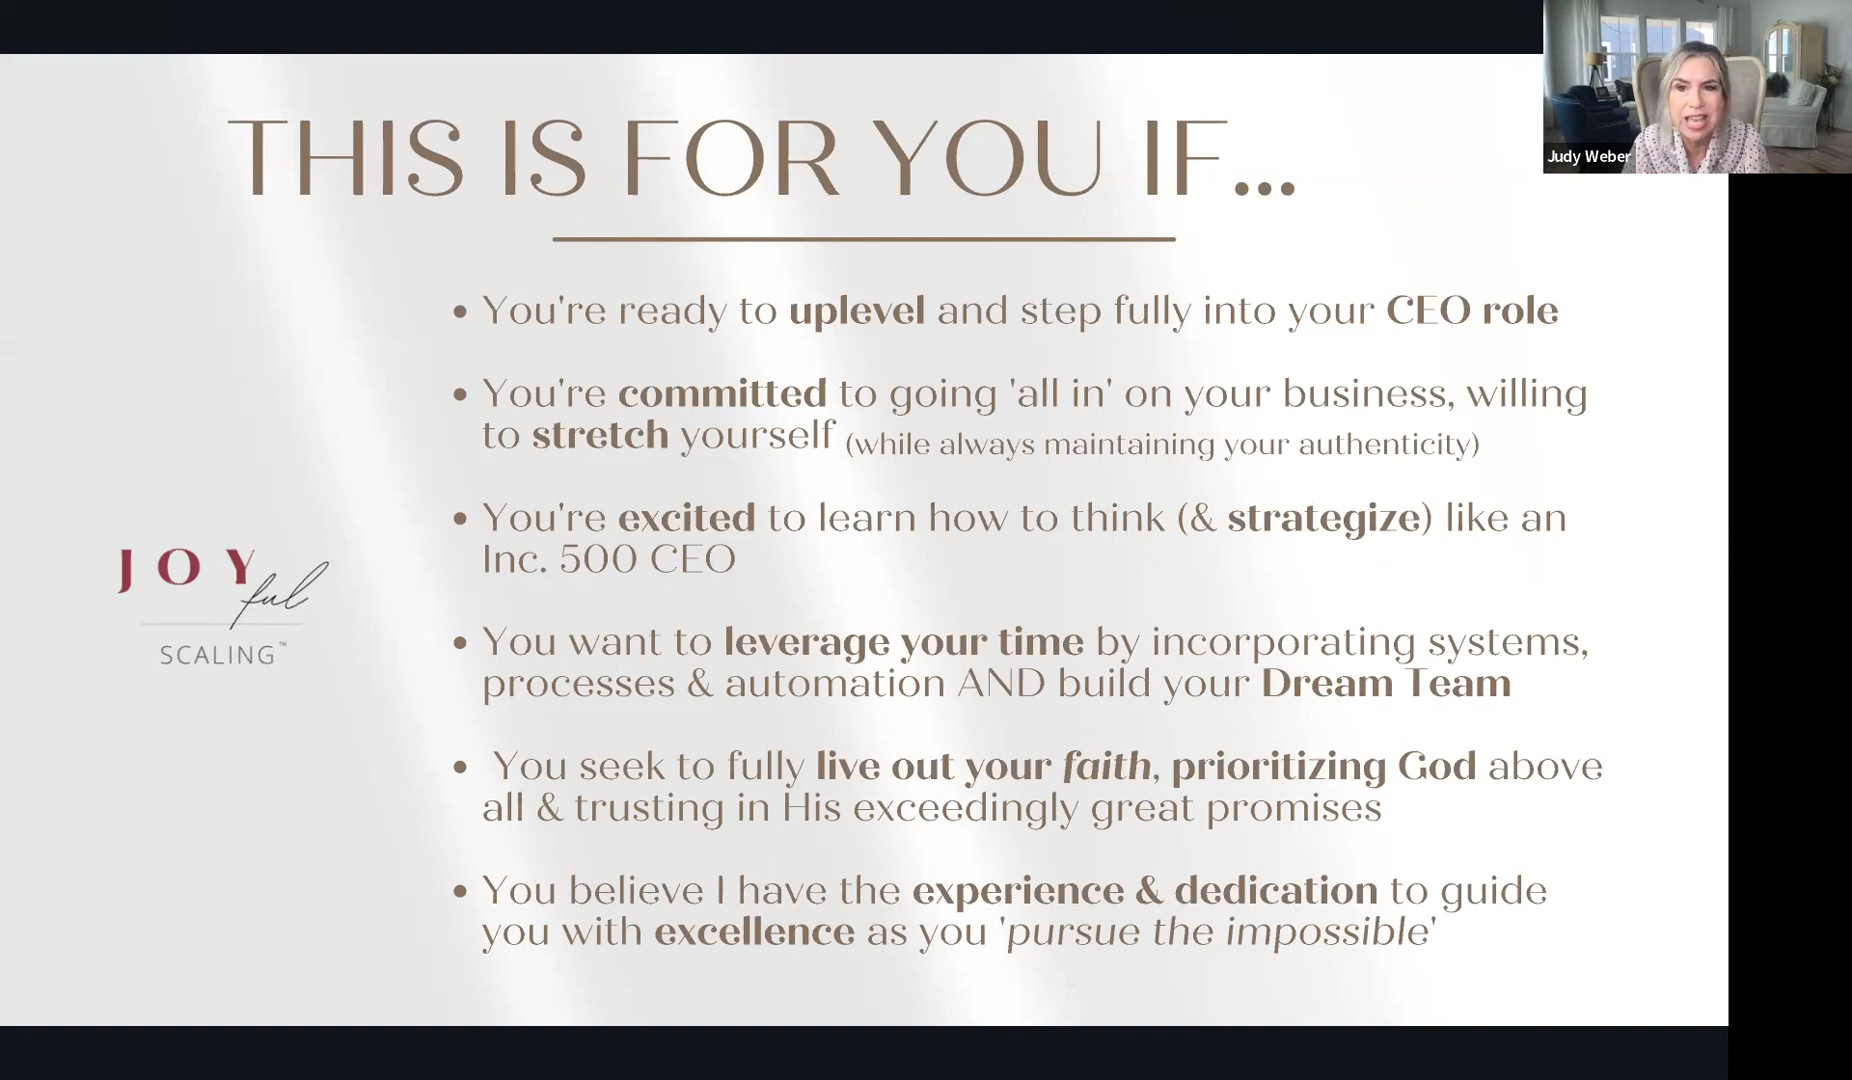 THIS IS FOR YOU IF...
Judy Weber
• You're ready to uplevel and step fully into your CEO role
• You're committed to going 'all in' on your business, willing
to stretch yourself (while always maintaining your authenticity)
• You're excited to learn how to think (& strategize) like an
Inc. 500 CEO
• You want to leverage your time by incorporating systems,
processes & automation AND build your Dream Team
• You seek to fully live out your faith, prioritizing God above
all & trusting in His exceedingly great promises
• You believe I have the experience & dedication to guide
you with excellence as you 'pursue the impossible'
JOYful
SCALING™